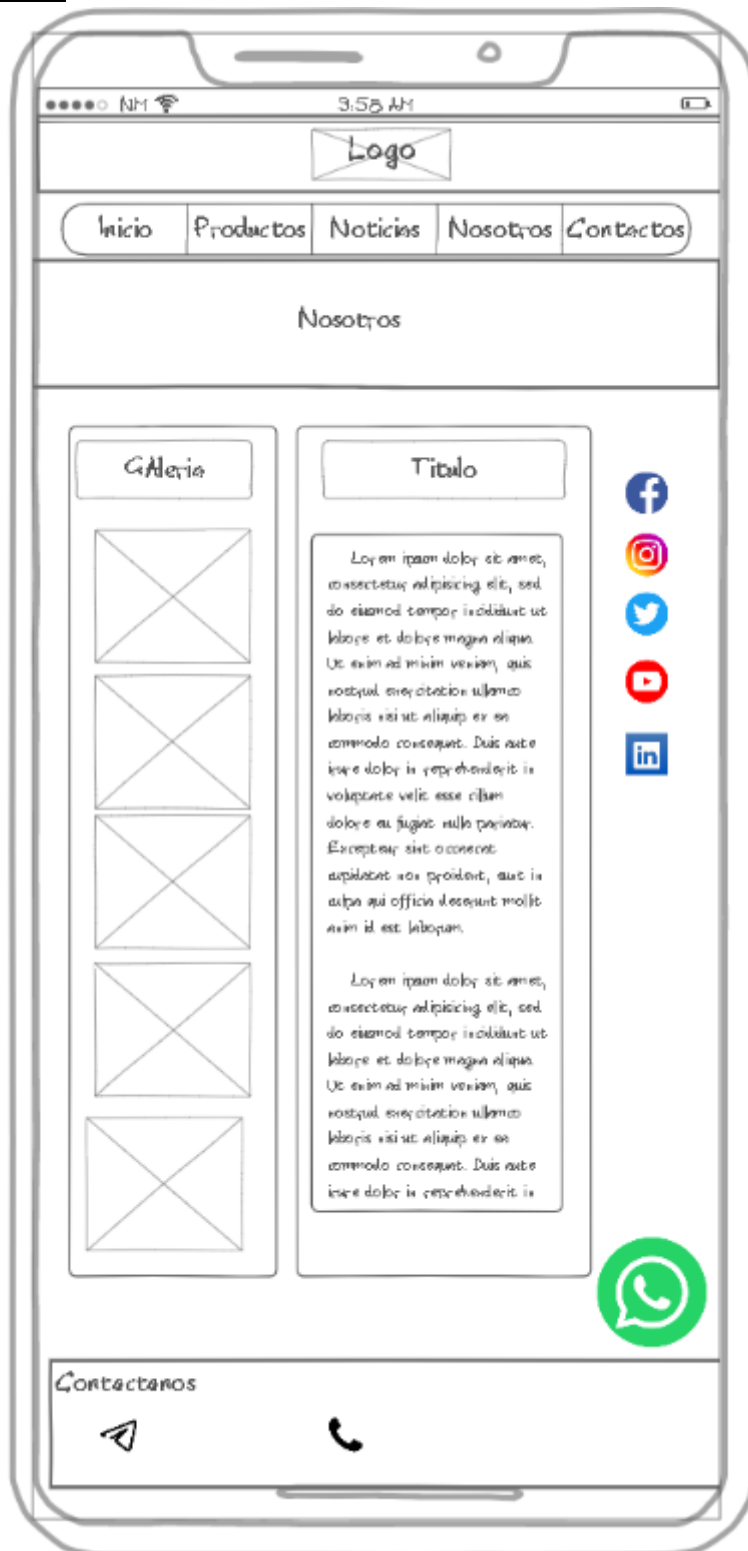 NM
3:58 AM
Logo
Inicio Productos Noticias Nosotros Contactos
Nosotros
GAleria
Titulo
Lorem ipsum dolor sit amet,
consectetur adipisicing elit, sed
do eiusmod tempor incididunt ut
labore et dolore magna aliqua.
Ut enim ad minim veniam, quis
nostrud exercitation ullamco
laboris nisi ut aliquip ex ea
commodo consequat. Duis aute
irure dolor in reprehenderit in
voluptate velit esse cillum
dolore eu fugiat nulla pariatur.
Excepteur sint occaecat
cupidatat non proident, sunt in
culpa qui officia deserunt mollit
anim id est laborum.
Lorem ipsum dolor sit amet,
consectetur adipisicing elit, sed
do eiusmod tempor incididunt ut
labore et dolore magna aliqua.
Ut enim ad minim veniam, quis
nostrud exercitation ullamco
laboris nisi ut aliquip ex ea
commodo consequat. Duis aute
irure dolor in reprehenderit in
f
in
Contactanos